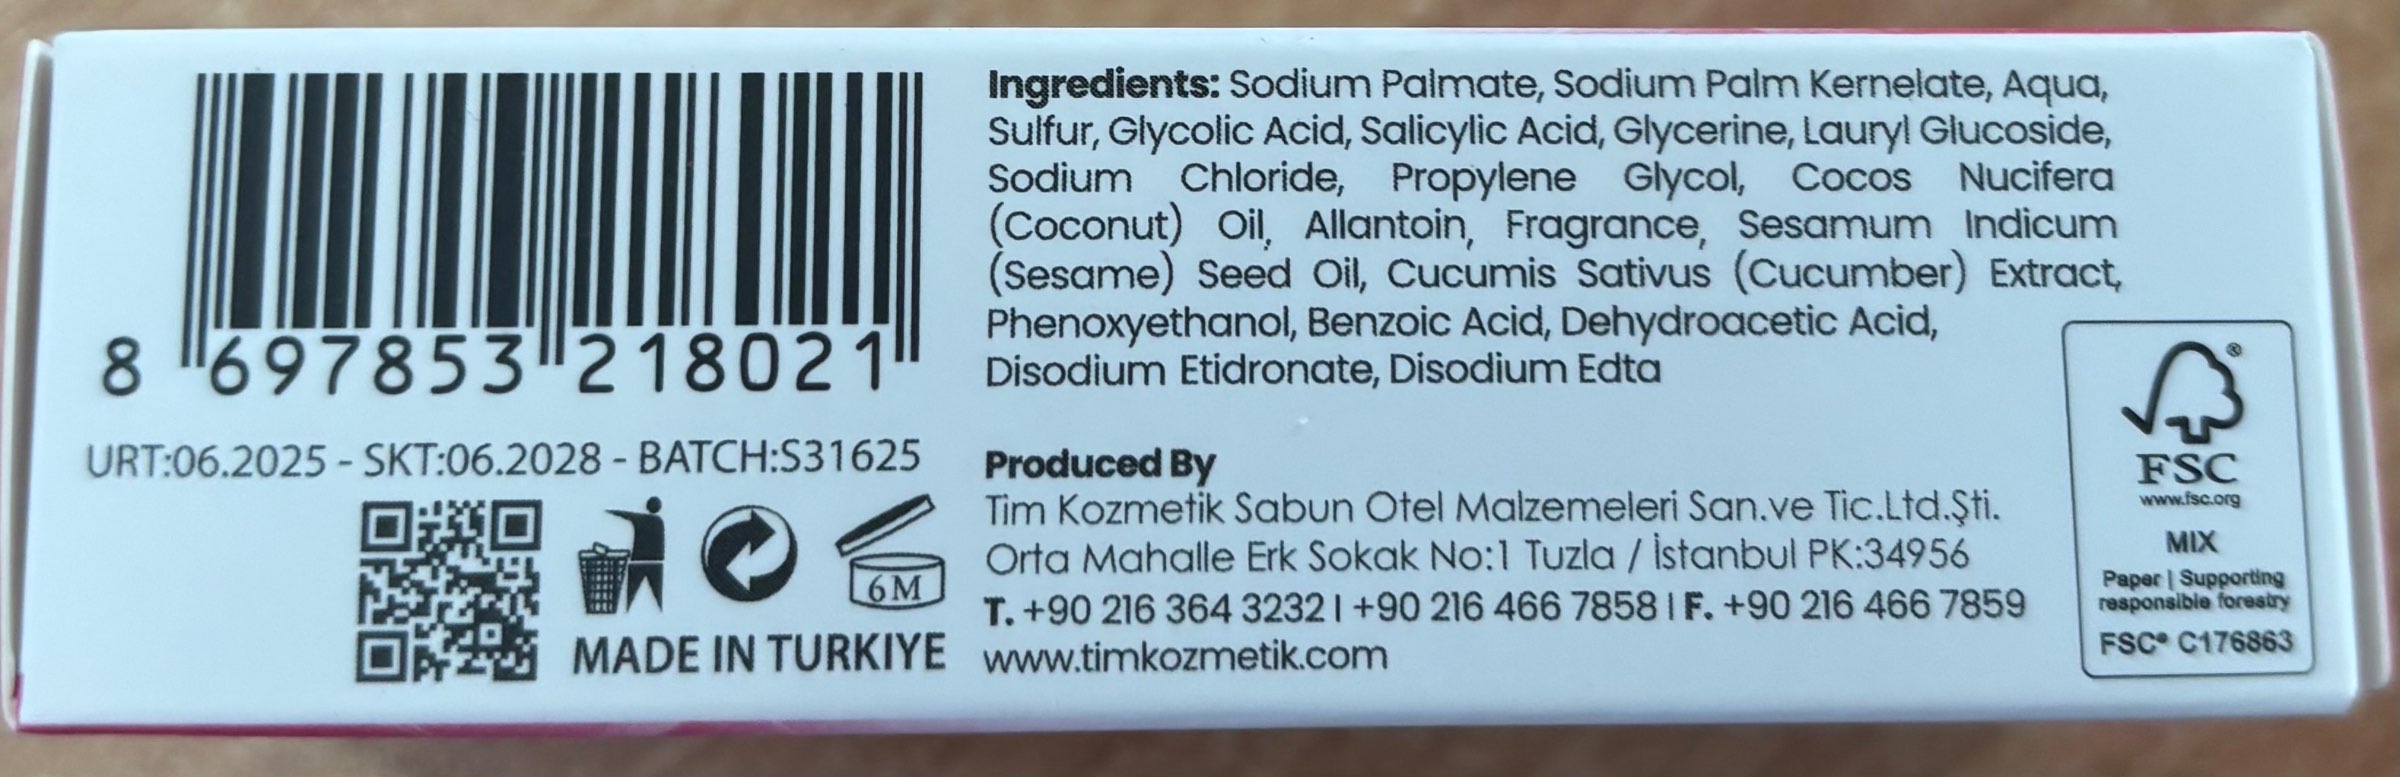 8 697853 218021
URT:06.2025 - SKT:06.2028 - BATCH:S31625
6M
MADE IN TURKIYE
Ingredients: Sodium Palmate, Sodium Palm Kernelate, Aqua,
Sulfur, Glycolic Acid, Salicylic Acid, Glycerine, Lauryl Glucoside,
Sodium Chloride, Propylene Glycol, Cocos Nucifera
(Coconut) Oil, Allantoin, Fragrance, Sesamum Indicum
(Sesame) Seed Oil, Cucumis Sativus (Cucumber) Extract,
Phenoxyethanol, Benzoic Acid, Dehydroacetic Acid,
Disodium Etidronate, Disodium Edta
Produced By
Tim Kozmetik Sabun Otel Malzemeleri San.ve Tic.Ltd.Şti.
Orta Mahalle Erk Sokak No:1 Tuzla / İstanbul PK:34956
T. +90 216 364 3232 I +90 216 466 7858 I F. +90 216 466 7859
www.timkozmetik.com
®
FSC
www.fsc.org
MIX
Paper | Supporting
responsible forestry
FSC® C176863